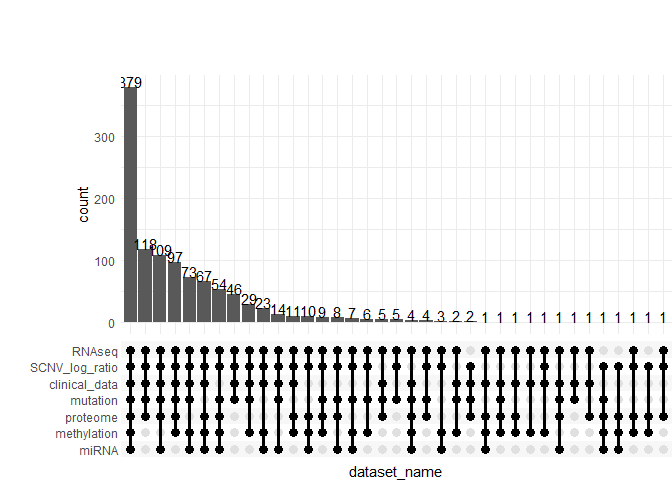 379 118 109 97 73 67 54 46 29 23 14 11 10 9 8 7 6 5 5 4 4 3 2 2 1 1 1 1 1 1 1 1 1 1 1 1 1
300
200
100
0
count
RNAseq
SCNV_log_ratio
clinical_data
mutation
proteome
methylation
miRNA
dataset_name